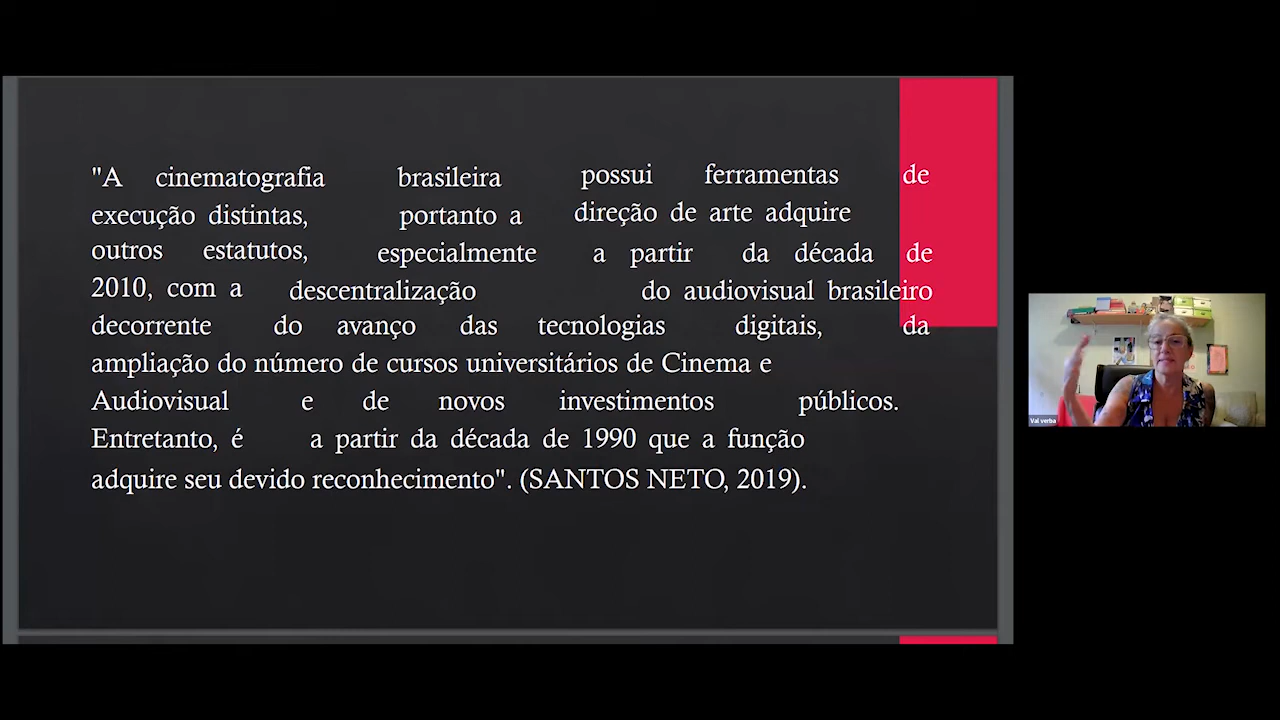 "A cinematografia brasileira possui ferramentas de
execução distintas, portanto a direção de arte adquire
outros estatutos, especialmente a partir da década de
2010, com a descentralização do audiovisual brasileiro
decorrente do avanço das tecnologias digitais, da
ampliação do número de cursos universitários de Cinema e
Audiovisual e de novos investimentos públicos.
Entretanto, é a partir da década de 1990 que a função
adquire seu devido reconhecimento". (SANTOS NETO, 2019).
Val verba